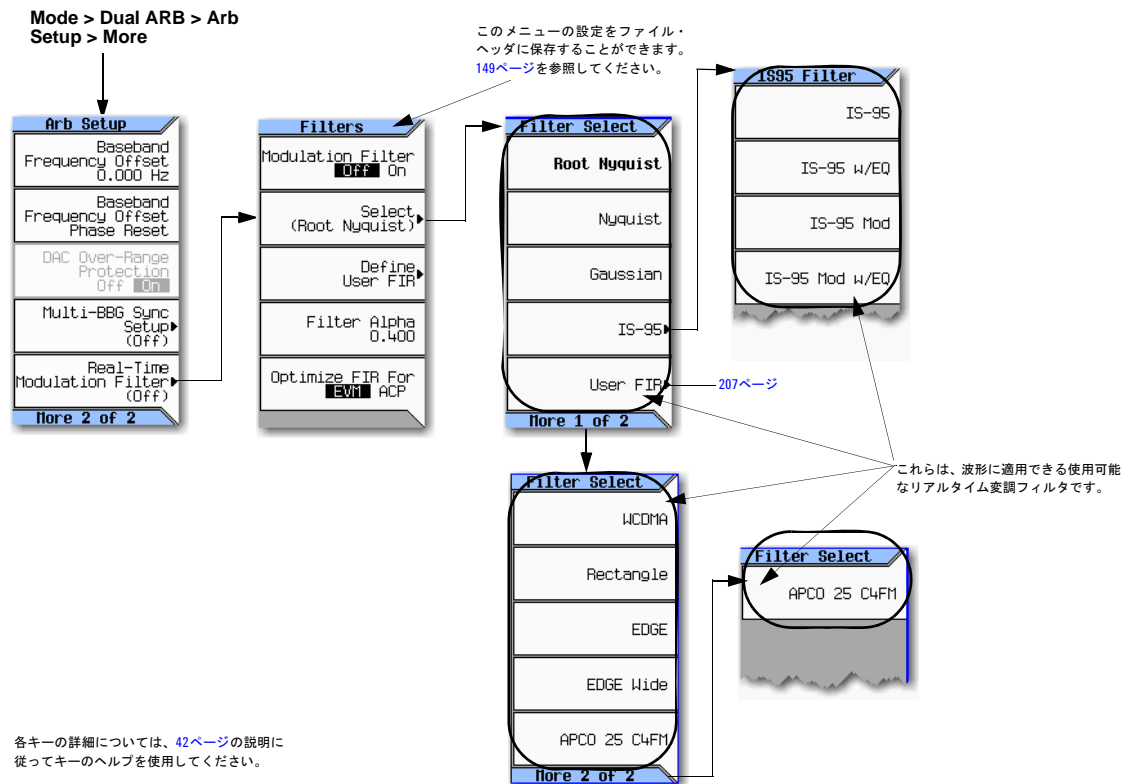 Mode > Dual ARB > Arb
Setup > More
このメニューの設定をファイル・
ヘッダに保存することができます。
149ページを参照してください。
Arb Setup
Baseband
Frequency Offset
0.000 Hz
Baseband
Frequency Offset
Phase Reset
DAC Over-Range
Protection
Off On
Multi-BBG Sync
Setup
(Off)
Real-Time
Modulation Filter
(Off)
More 2 of 2
Filters
Modulation Filter
Off On
Select
(Root Nyquist)
Define
User FIR
Filter Alpha
0.400
Optimize FIR For
EVM ACP
Filter Select
Root Nyquist
Nyquist
Gaussian
IS-95
User FIR
More 1 of 2
207ページ
IS95 Filter
IS-95
IS-95 w/EQ
IS-95 Mod
IS-95 Mod w/EQ
これらは、波形に適用できる使用可能
なリアルタイム変調フィルタです。
Filter Select
WCDMA
Rectangle
EDGE
EDGE Wide
APCO 25 C4FM
More 2 of 2
Filter Select
APCO 25 C4FM
各キーの詳細については、42ページの説明に
従ってキーのヘルプを使用してください。